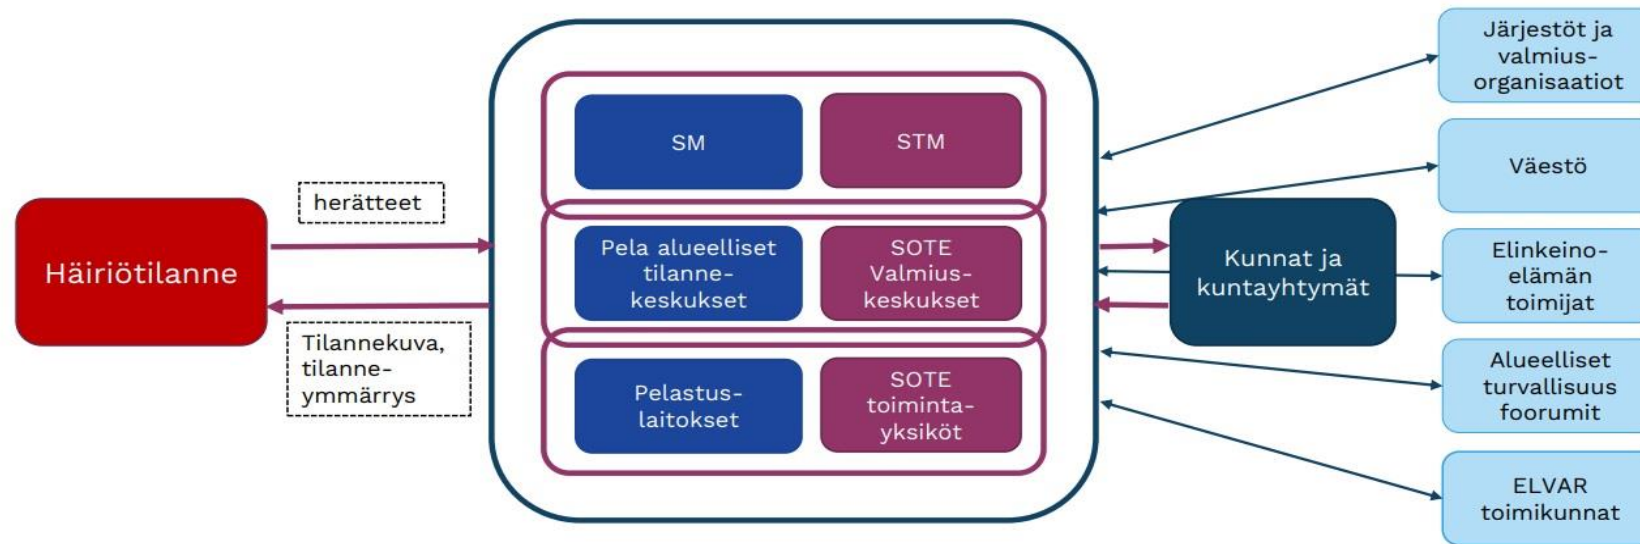 Häiriötilanne
herätteet
Tilannekuva,
tilanne-
ymmärrys
SM
STM
Pela alueelliset
tilanne-
keskukset
SOTE
Valmius-
keskukset
Pelastus-
laitokset
SOTE
toiminta-
yksiköt
Kunnat ja
kuntayhtymät
Järjestöt ja
valmius-
organisaatiot
Väestö
Elinkeino-
elämän
toimijat
Alueelliset
turvallisuus
foorumit
ELVAR
toimikunnat